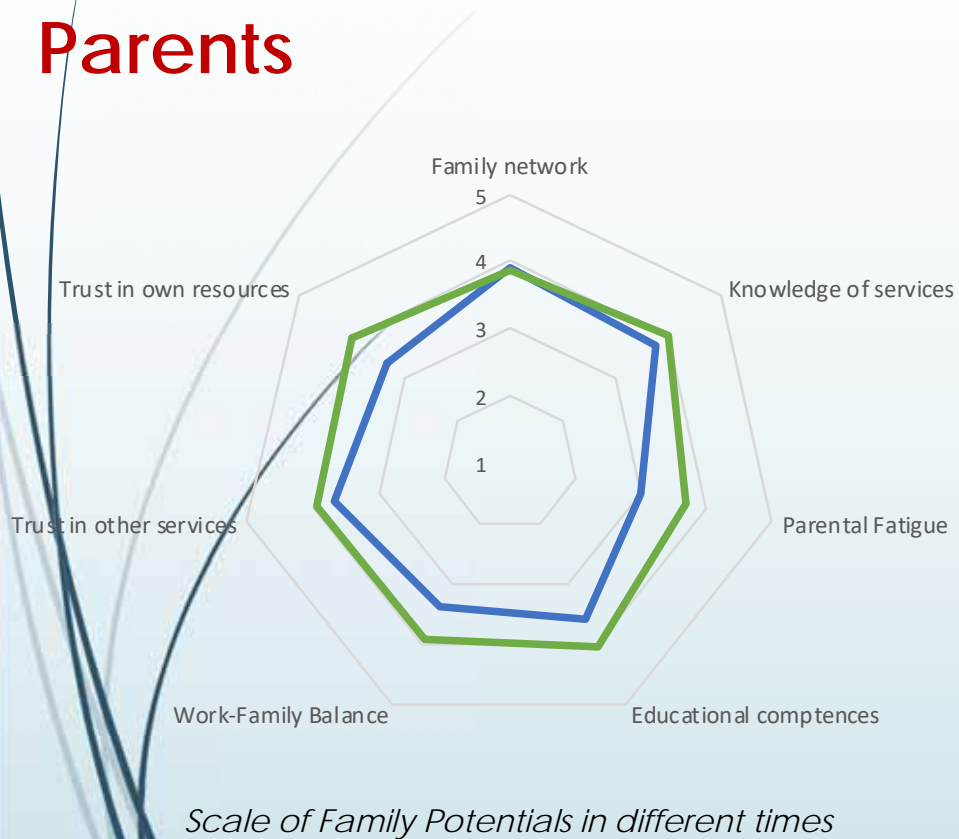 Parents
Family network
5
4
3
2
1
Trust in own resources
Knowledge of services
Trust in other services
Parental Fatigue
Work-Family Balance
Educational comptences
Scale of Family Potentials in different times